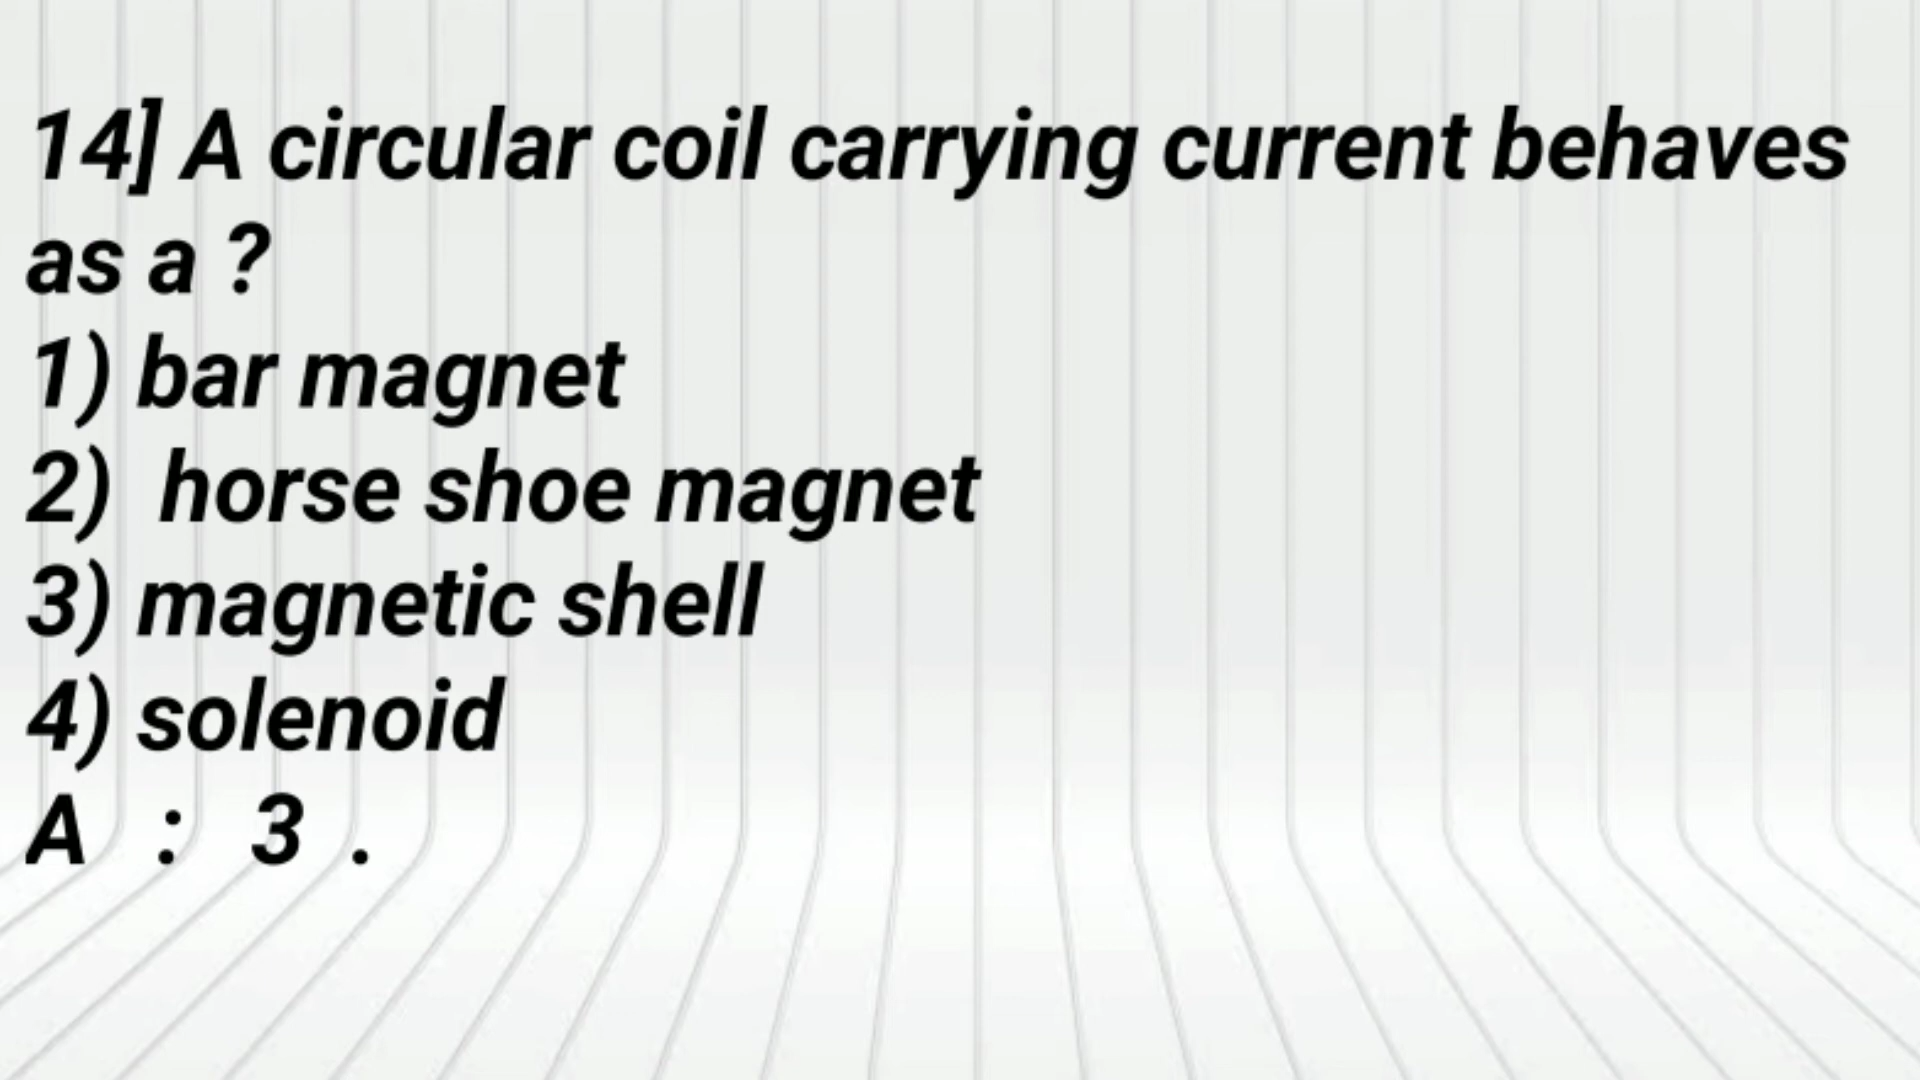 14] A circular coil carrying current behaves
as a ?
1) bar magnet
2)  horse shoe magnet
3) magnetic shell
4) solenoid
A  :  3  .